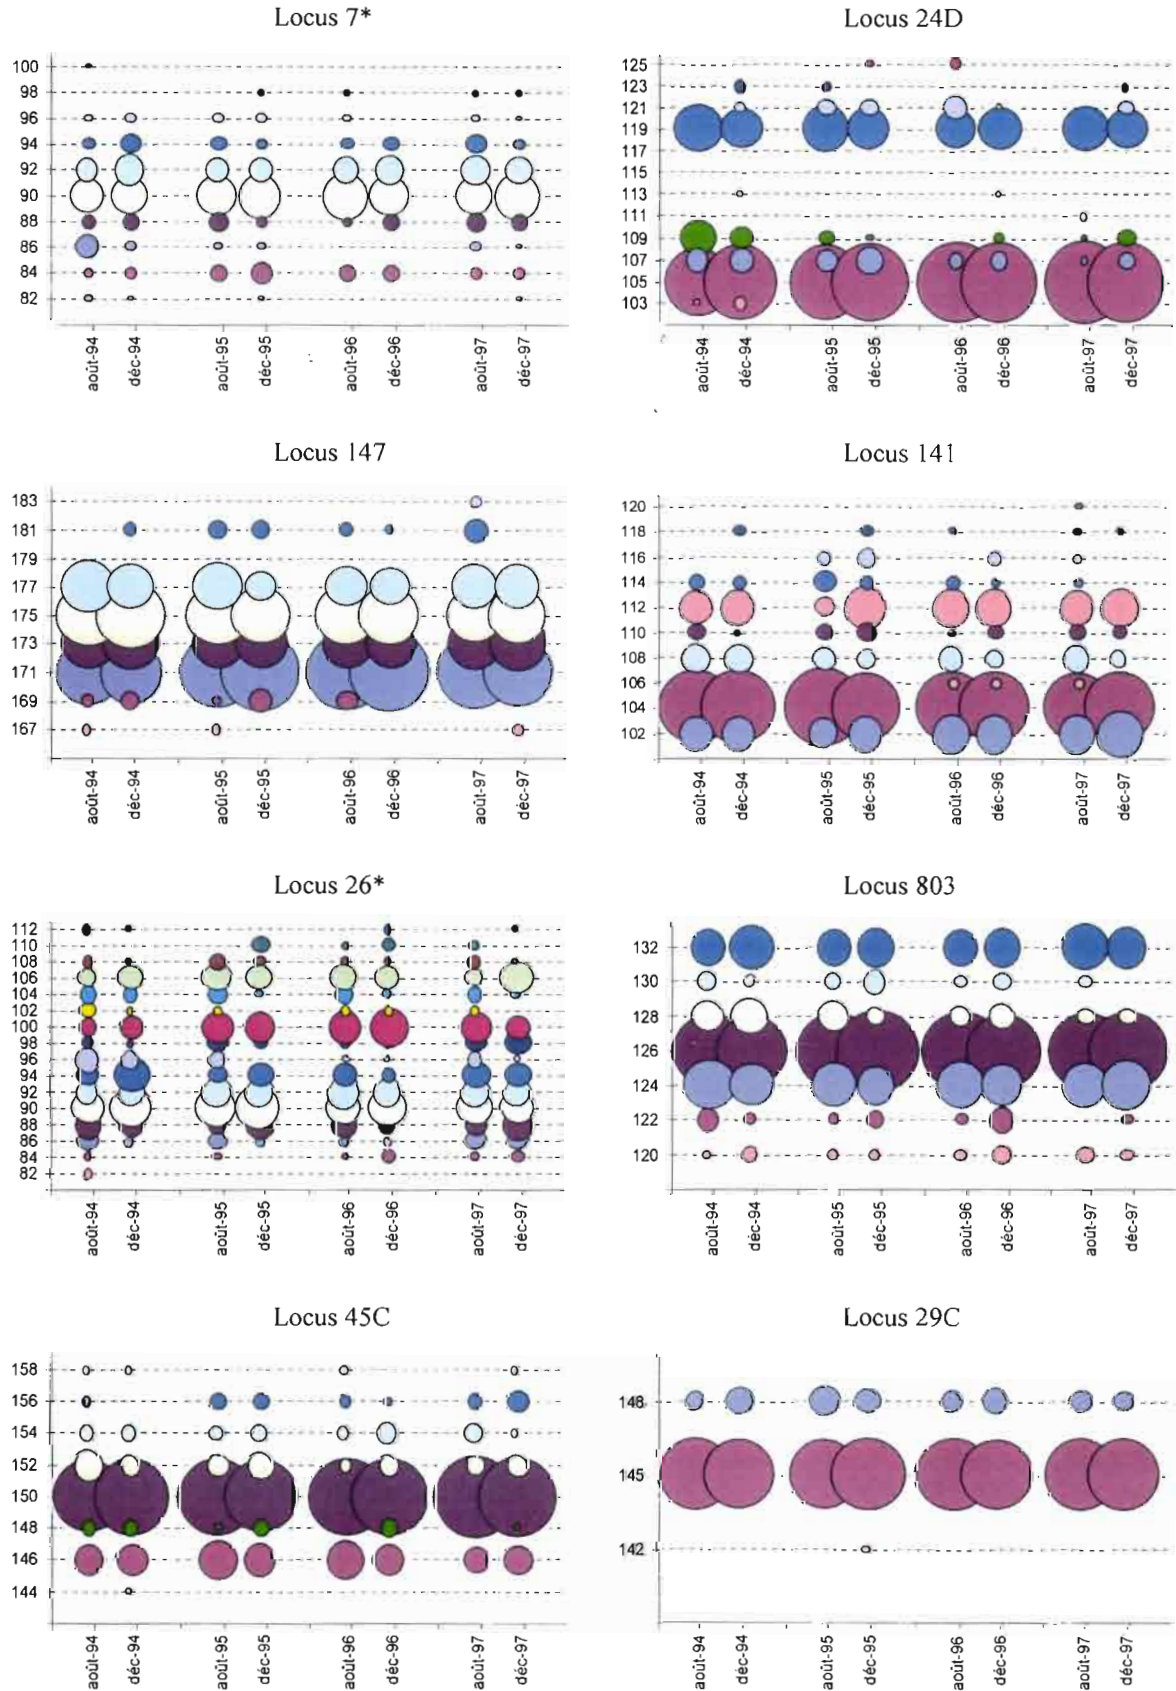 Locus 7*
100
98
96
94
92
90
88
86
84
82
août-94
déc-94
août-95
déc-95
août-96
déc-96
août-97
déc-97
Locus 24D
125
123
121
119
117
115
113
111
109
107
105
103
août-94
déc-94
août-95
déc-95
août-96
déc-96
août-97
déc-97
Locus 147
183
181
179
177
175
173
171
169
167
août-94
déc-94
août-95
déc-95
août-96
déc-96
août-97
déc-97
Locus 141
120
118
116
114
112
110
108
106
104
102
août-94
déc-94
août-95
déc-95
août-96
déc-96
août-97
déc-97
Locus 26*
112
110
108
106
104
102
100
98
96
94
92
90
88
86
84
82
août-94
déc-94
août-95
déc-95
août-96
déc-96
août-97
déc-97
Locus 803
132
130
128
126
124
122
120
août-94
déc-94
août-95
déc-95
août-96
déc-96
août-97
déc-97
Locus 45C
158
156
154
152
150
148
146
144
août-94
déc-94
août-95
déc-95
août-96
déc-96
août-97
déc-97
Locus 29C
148
145
142
août-94
déc-94
août-95
déc-95
août-96
déc-96
août-97
déc-97